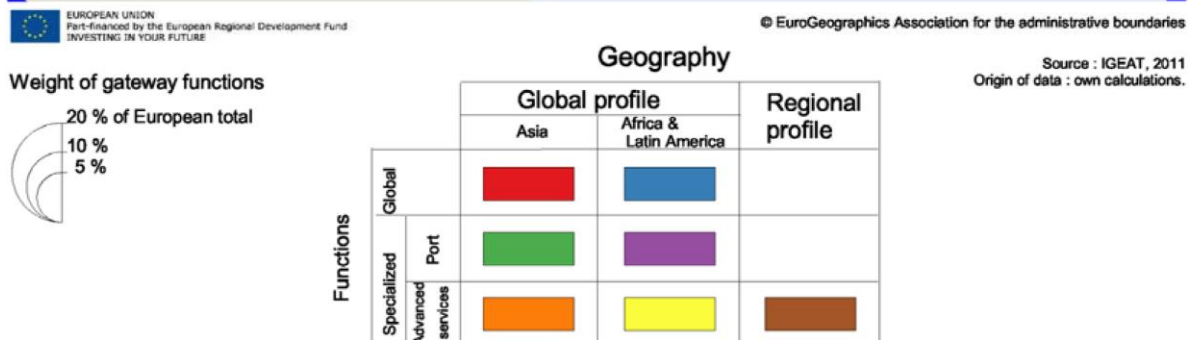 EUROPEAN UNION
Part-financed by the European Regional Development Fund
INVESTING IN YOUR FUTURE
© EuroGeographics Association for the administrative boundaries
Source : IGEAT, 2011
Origin of data : own calculations.
Weight of gateway functions
20 % of European total
10 %
5 %
Geography
Global profile
Regional
profile
Asia
Africa &
Latin America
Functions
Global
Specialized
Port
Advanced
services